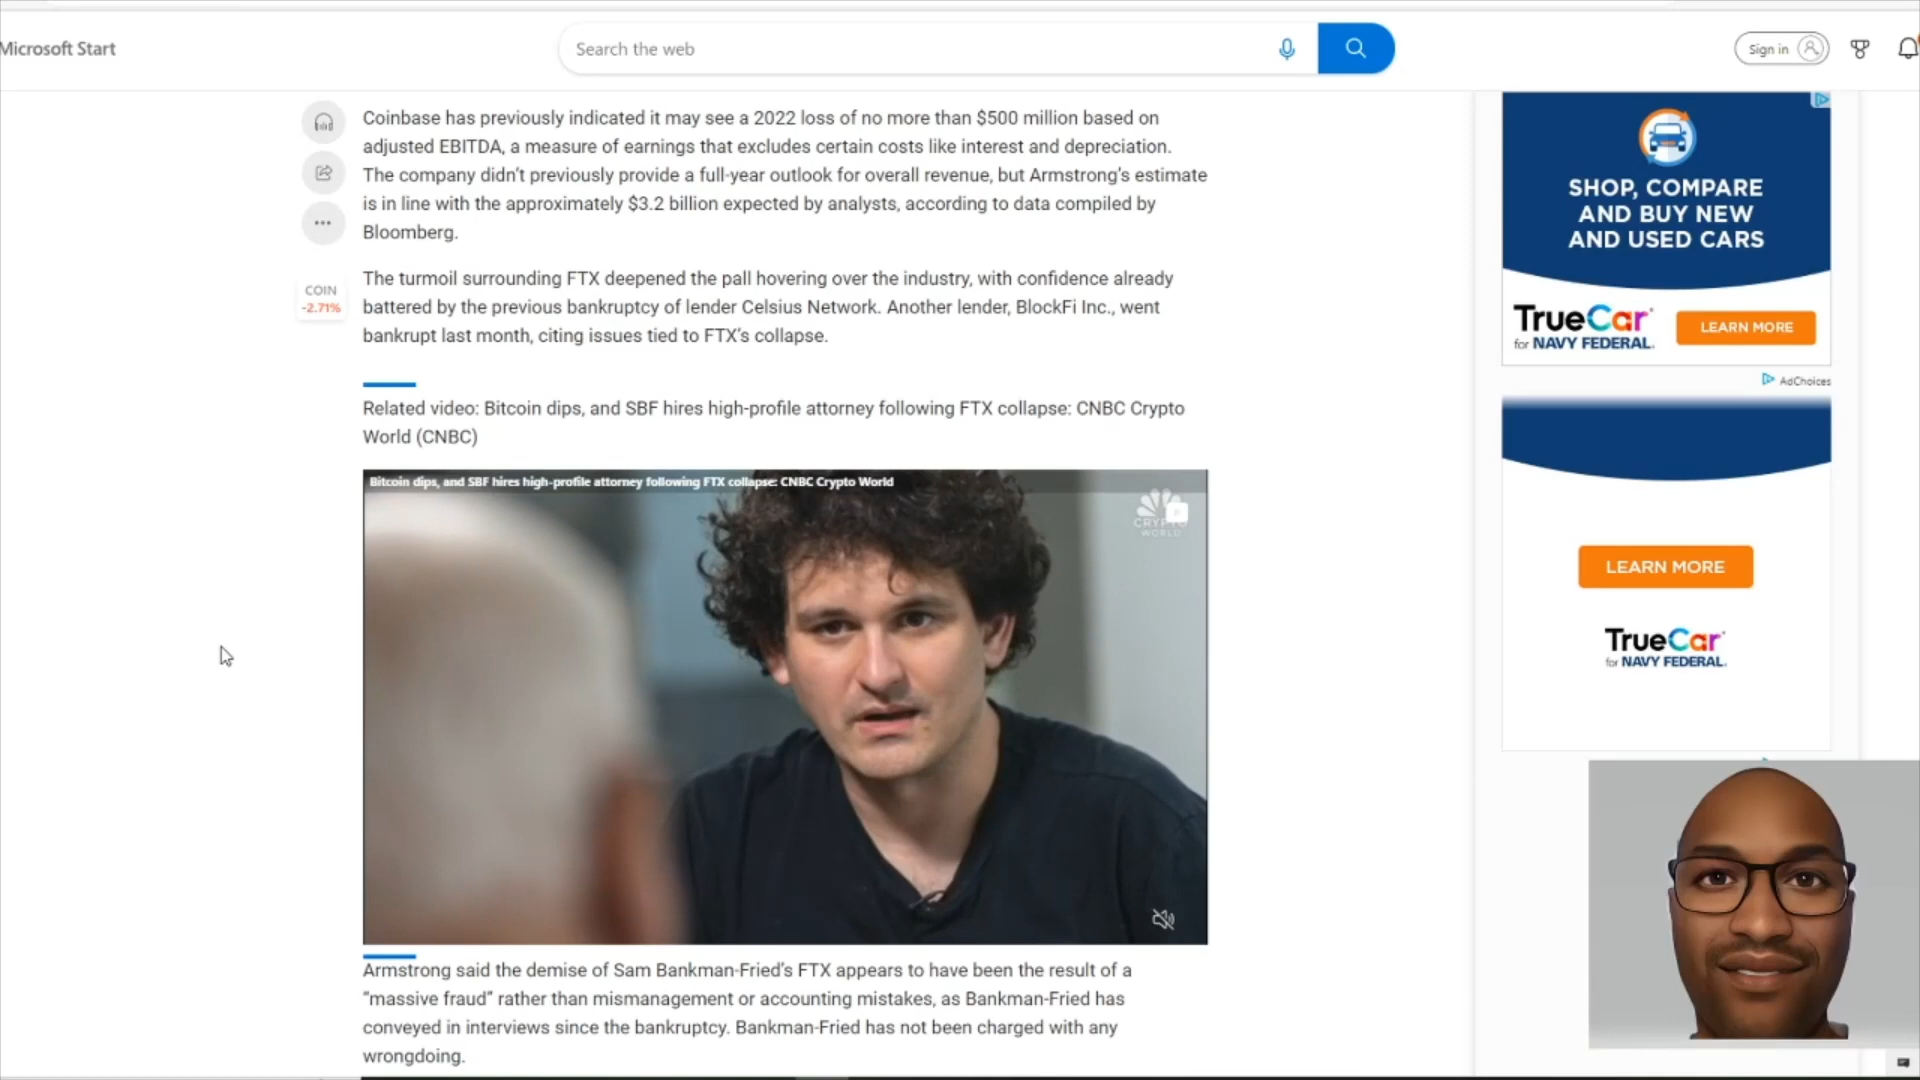 Microsoft Start
Search the web
Sign in
Coinbase has previously indicated it may see a 2022 loss of no more than $500 million based on
adjusted EBITDA, a measure of earnings that excludes certain costs like interest and depreciation.
The company didn’t previously provide a full-year outlook for overall revenue, but Armstrong’s estimate
is in line with the approximately $3.2 billion expected by analysts, according to data compiled by
Bloomberg.
COIN
-2.71%
The turmoil surrounding FTX deepened the pall hovering over the industry, with confidence already
battered by the previous bankruptcy of lender Celsius Network. Another lender, BlockFi Inc., went
bankrupt last month, citing issues tied to FTX’s collapse.
Related video: Bitcoin dips, and SBF hires high-profile attorney following FTX collapse: CNBC Crypto
World (CNBC)
Bitcoin dips, and SBF hires high-profile attorney following FTX collapse: CNBC Crypto World
CRYPTO
WORLD
Armstrong said the demise of Sam Bankman-Fried’s FTX appears to have been the result of a
“massive fraud” rather than mismanagement or accounting mistakes, as Bankman-Fried has
conveyed in interviews since the bankruptcy. Bankman-Fried has not been charged with any
wrongdoing.
SHOP, COMPARE
AND BUY NEW
AND USED CARS
TrueCar
for NAVY FEDERAL.
LEARN MORE
AdChoices
LEARN MORE
TrueCar
for NAVY FEDERAL.